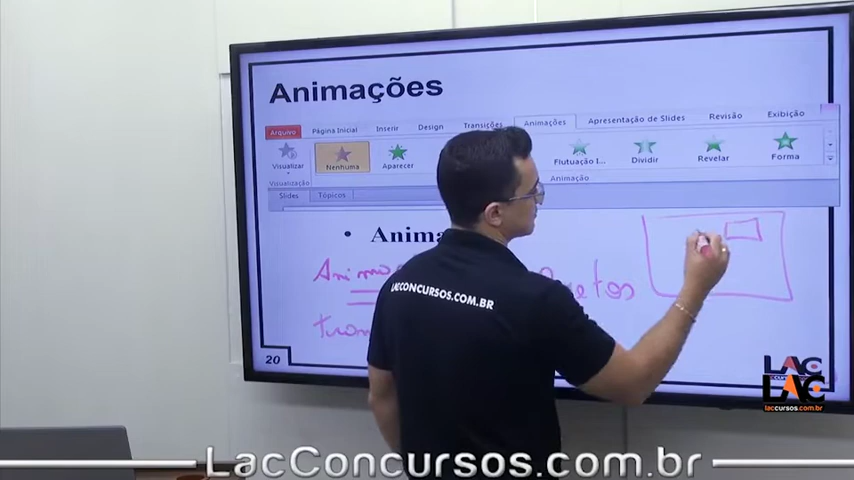 Animações
Arquivo Página Inicial Inserir Design Transições Animações Apresentação de Slides Revisão Exibição
Visualizar Nenhuma Aparecer Flutuação I... Dividir Revelar Forma
Visualização Animação
Slides Tópicos
• Anima
20
LACCONCURSOS.COM.BR
LAC
LAC
laccursos.com.br
LacConcursos.com.br